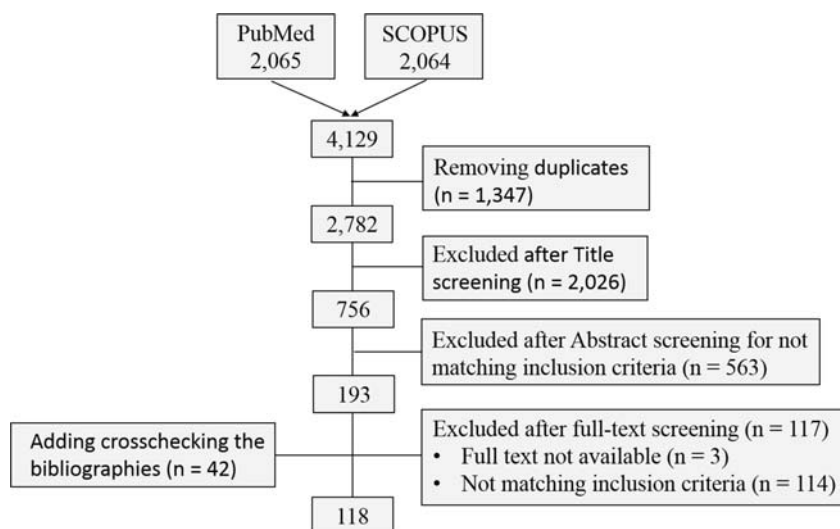 PubMed
2,065
SCOPUS
2,064
4,129
Removing duplicates
(n = 1,347)
2,782
Excluded after Title
screening (n = 2,026)
756
Excluded after Abstract screening for not
matching inclusion criteria (n = 563)
193
Adding crosschecking the
bibliographies (n = 42)
Excluded after full-text screening (n = 117)
• Full text not available (n = 3)
• Not matching inclusion criteria (n = 114)
118